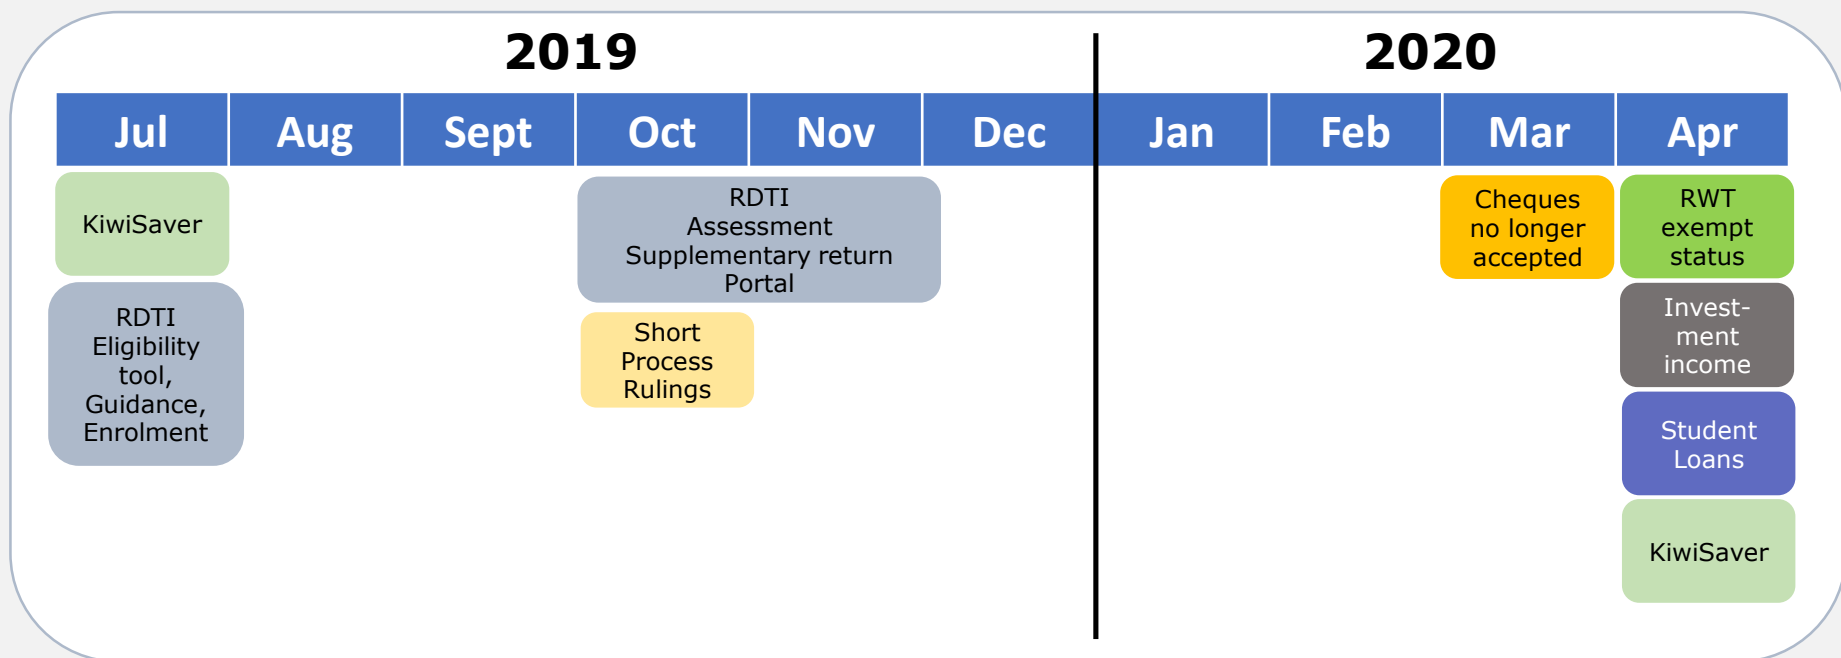 2019
2020
Jul
Aug
Sept
Oct
Nov
Dec
Jan
Feb
Mar
Apr
KiwiSaver
RDTI
Eligibility
tool,
Guidance,
Enrolment
RDTI
Assessment
Supplementary return
Portal
Short
Process
Rulings
Cheques
no longer
accepted
RWT
exempt
status
Invest-
ment
income
Student
Loans
KiwiSaver